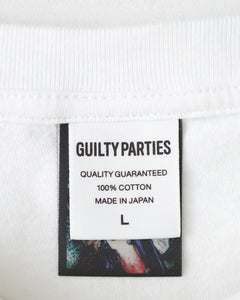 GUILTY PARTIES
QUALITY GUARANTEED
100% COTTON
MADE IN JAPAN
L